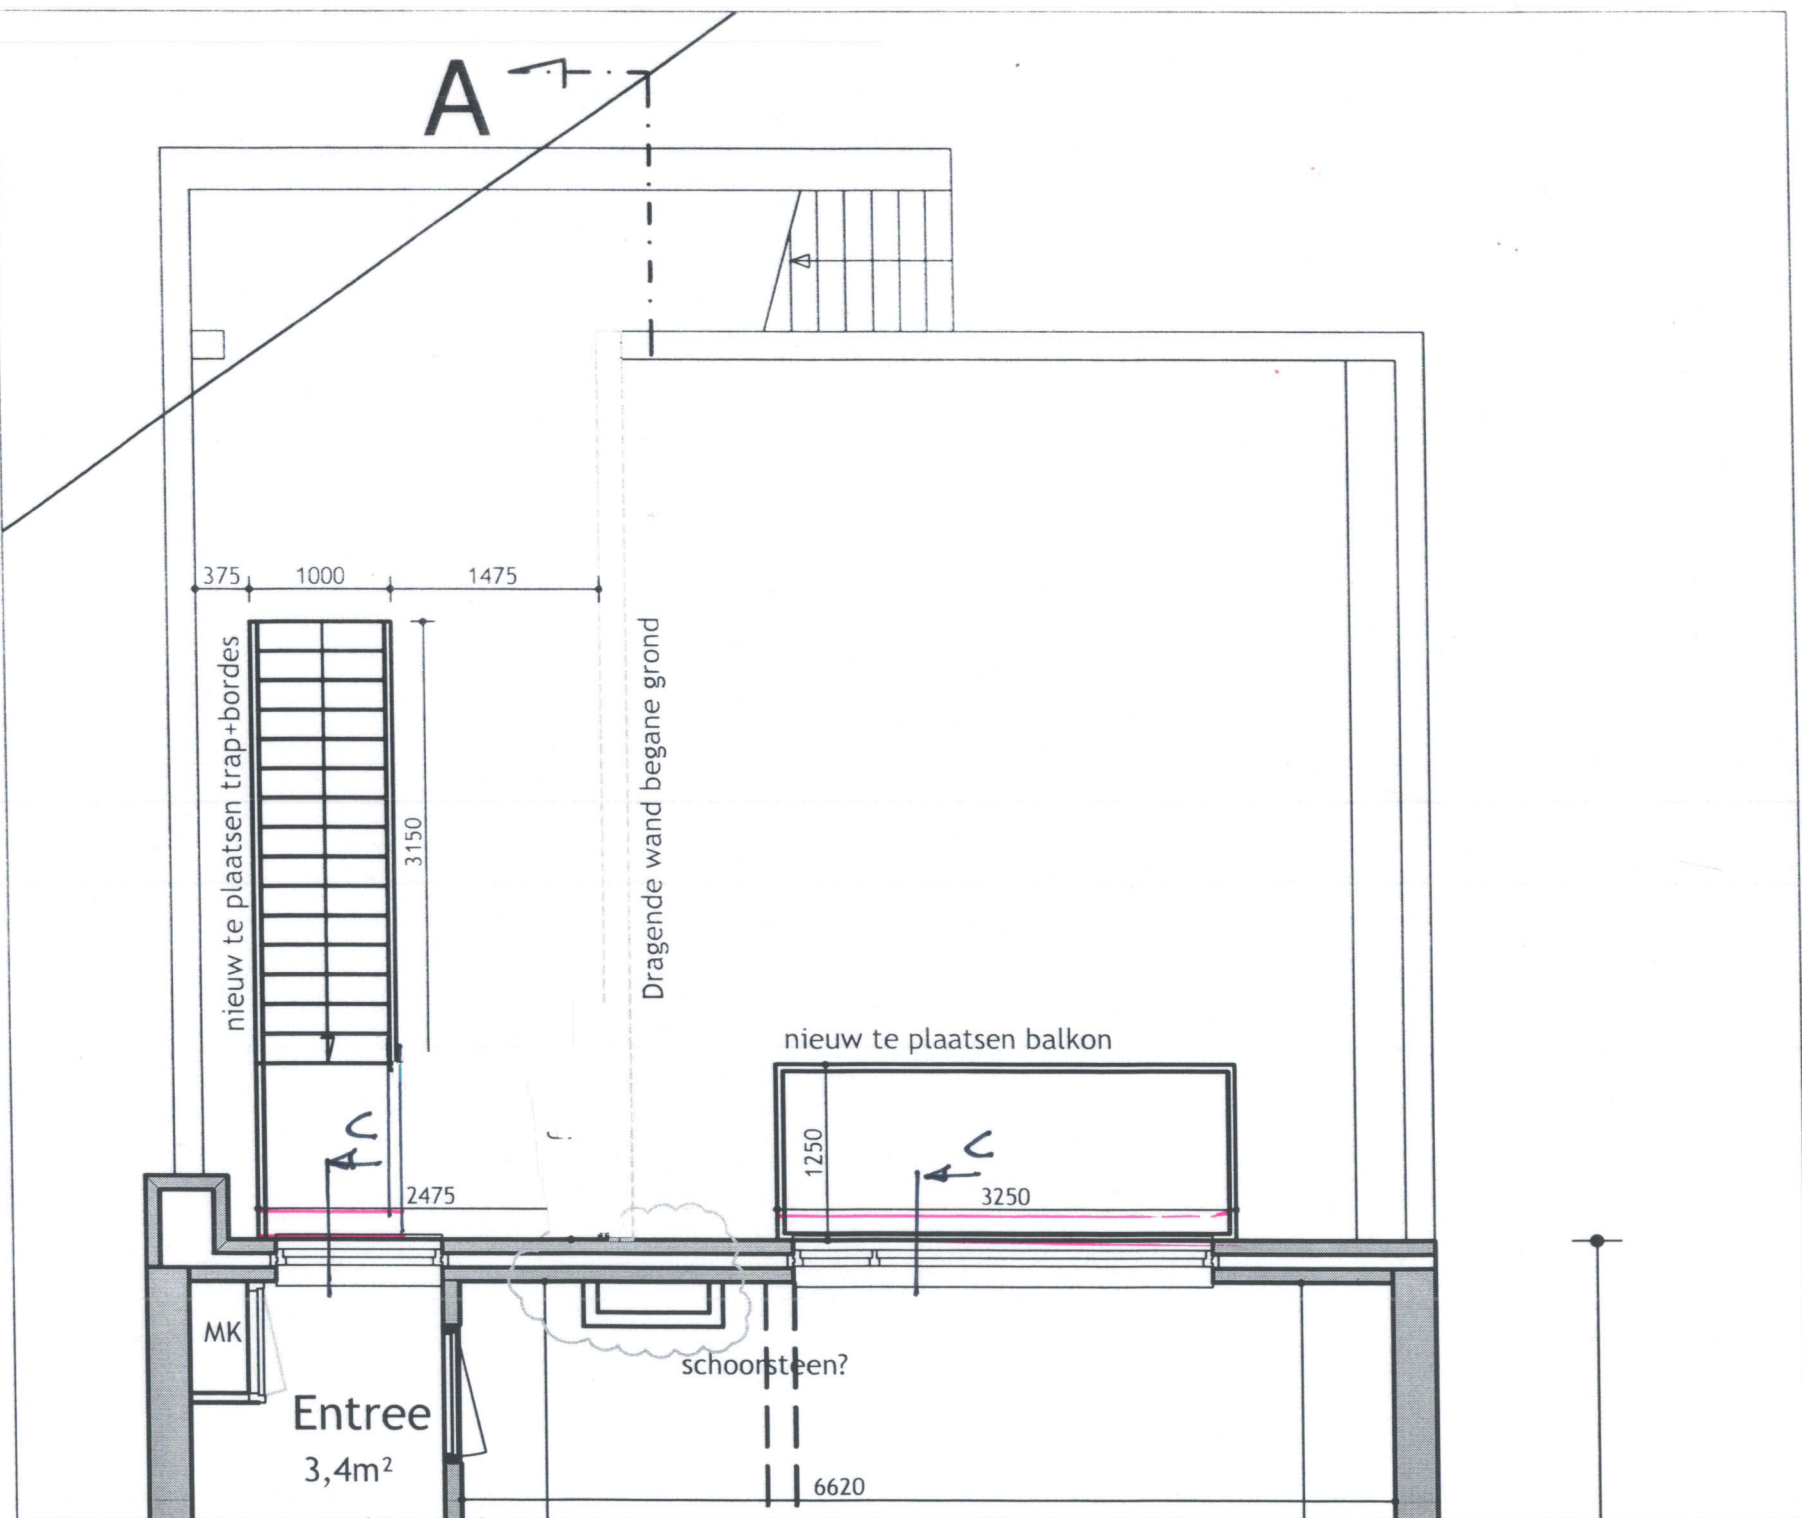 A
375
1000
1475
nieuw te plaatsen trap+bordes
3150
Dragende wand begane grond
nieuw te plaatsen balkon
C
C
1250
2475
3250
MK
schoorsteen?
Entree
3,4m²
6620